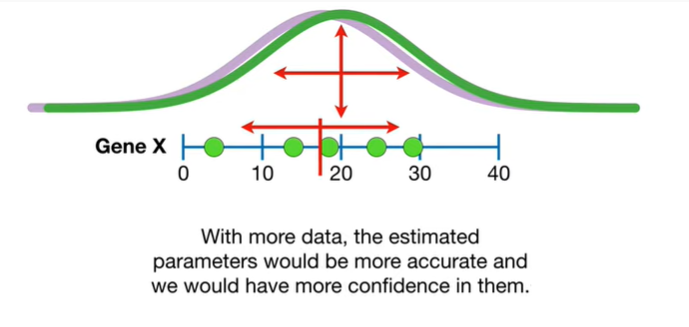 Gene X
0 10 20 30 40
With more data, the estimated
parameters would be more accurate and
we would have more confidence in them.